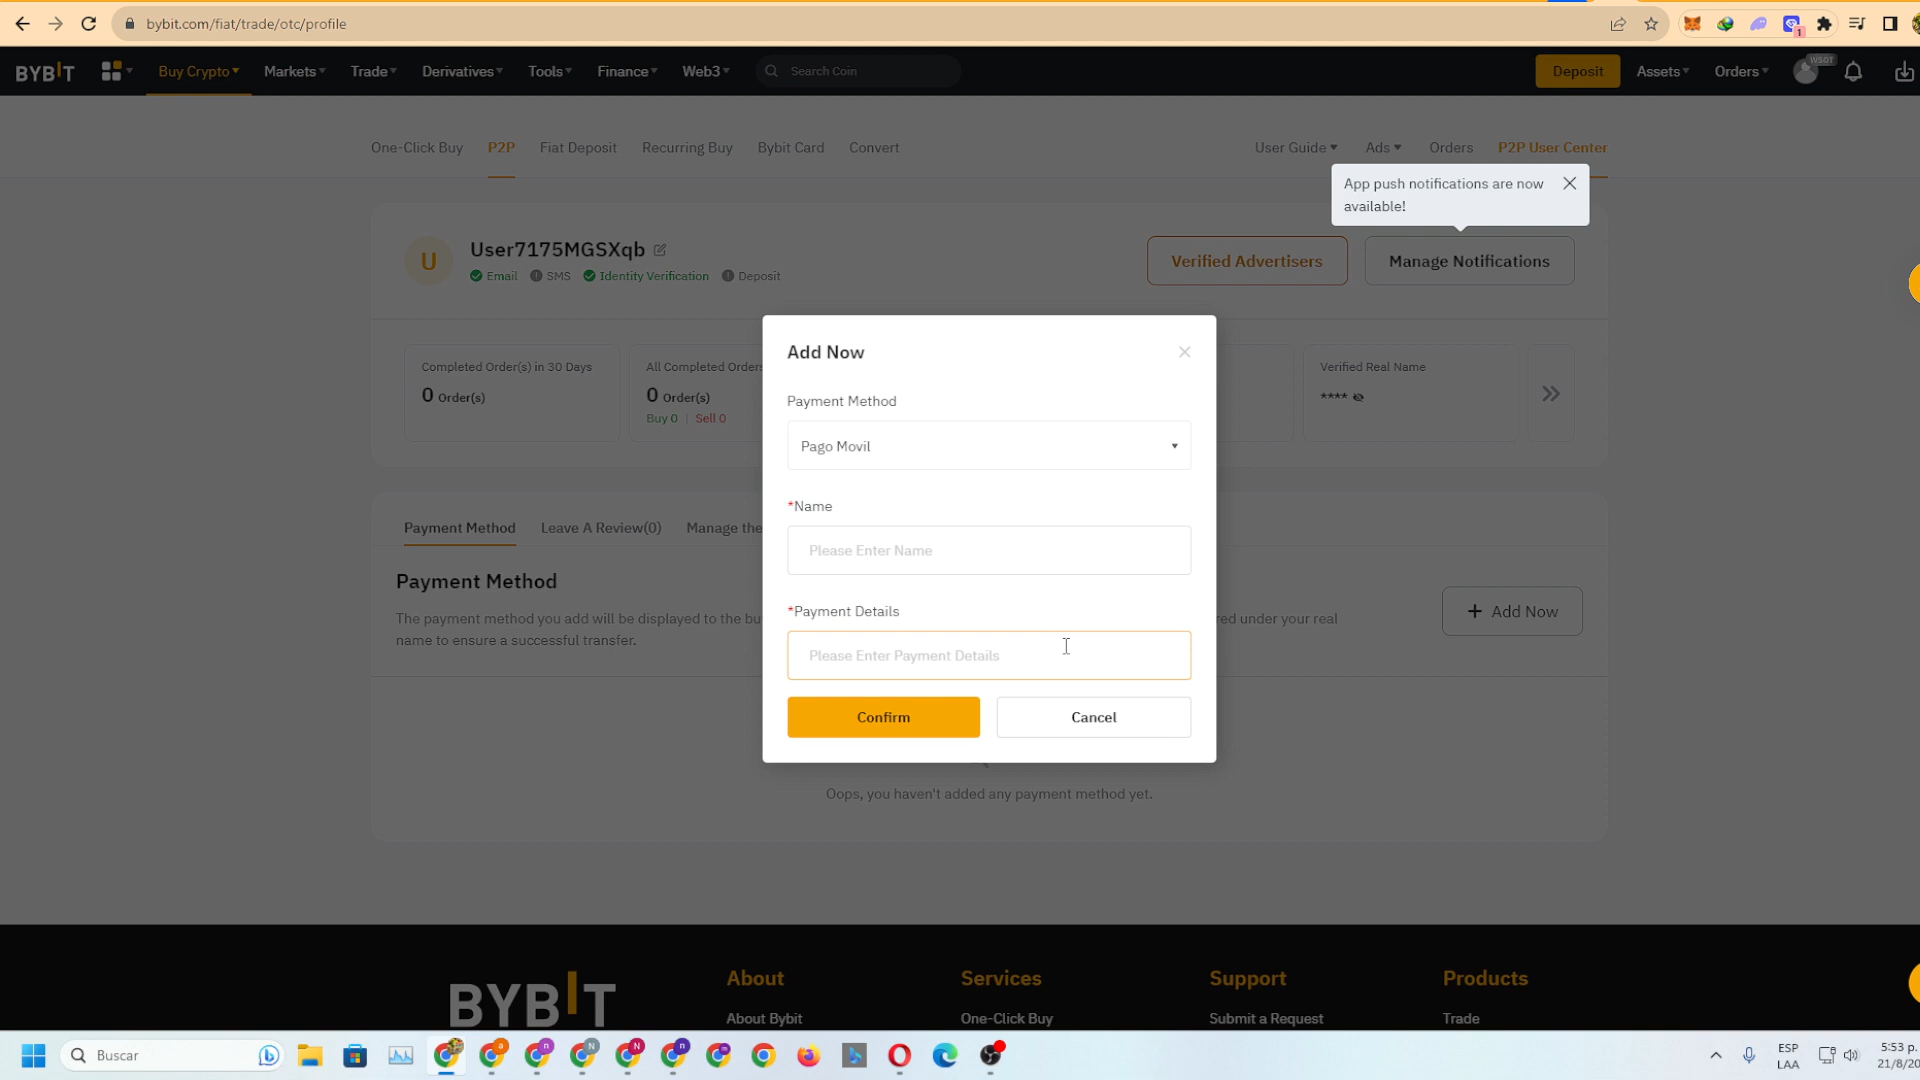 bybit.com/fiat/trade/otc/profile
1
BYBIT Buy Crypto Markets Trade Derivatives Tools Finance Web3 Search Coin Deposit Assets Orders WSOT
One-Click Buy P2P Fiat Deposit Recurring Buy Bybit Card Convert User Guide Ads Orders P2P User Center
App push notifications are now
available!
U User7175MGSXqb Verified Advertisers Manage Notifications
Email SMS Identity Verification Deposit
Completed Order(s) in 30 Days All Completed Orders Verified Real Name
0 Order(s) 0 Order(s) ****
Buy 0 | Sell 0
Add Now
Payment Method
Pago Movil
*Name
Please Enter Name
*Payment Details
Please Enter Payment Details
Confirm Cancel
Payment Method Leave A Review(0) Manage the
Payment Method
The payment method you add will be displayed to the bu red under your real
name to ensure a successful transfer.
+ Add Now
Oops, you haven't added any payment method yet.
BYBIT About Services Support Products
About Bybit One-Click Buy Submit a Request Trade
Buscar a n N N n m ESP
LAA
5:53 p.
21/8/20